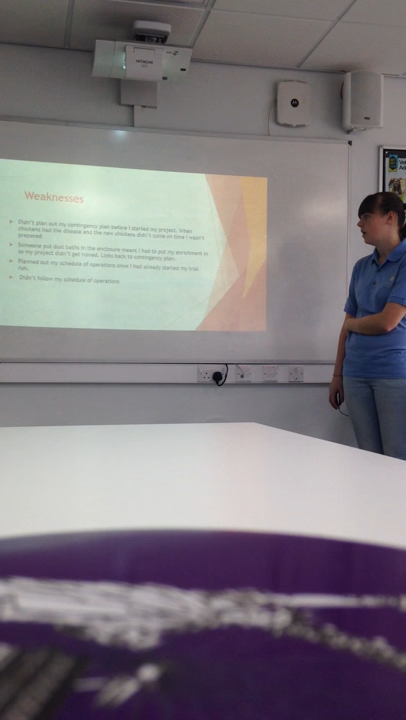 HITACHI
Weaknesses
Didn't plan out my contingency plan before I started my project. When
chickens had the disease and the new chickens didn't come on time I wasn't
prepared.
Someone put dust baths in the enclosure meant I had to put my enrichment in
so my project didn't get ruined. Links back to contingency plan.
Planned out my schedule of operations once I had already started my trial
run.
Didn't follow my schedule of operations